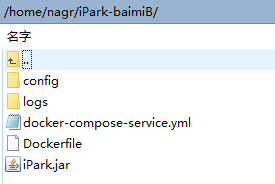 /home/nagr/iPark-baimiB/
名字
..
config
logs
docker-compose-service.yml
Dockerfile
iPark.jar